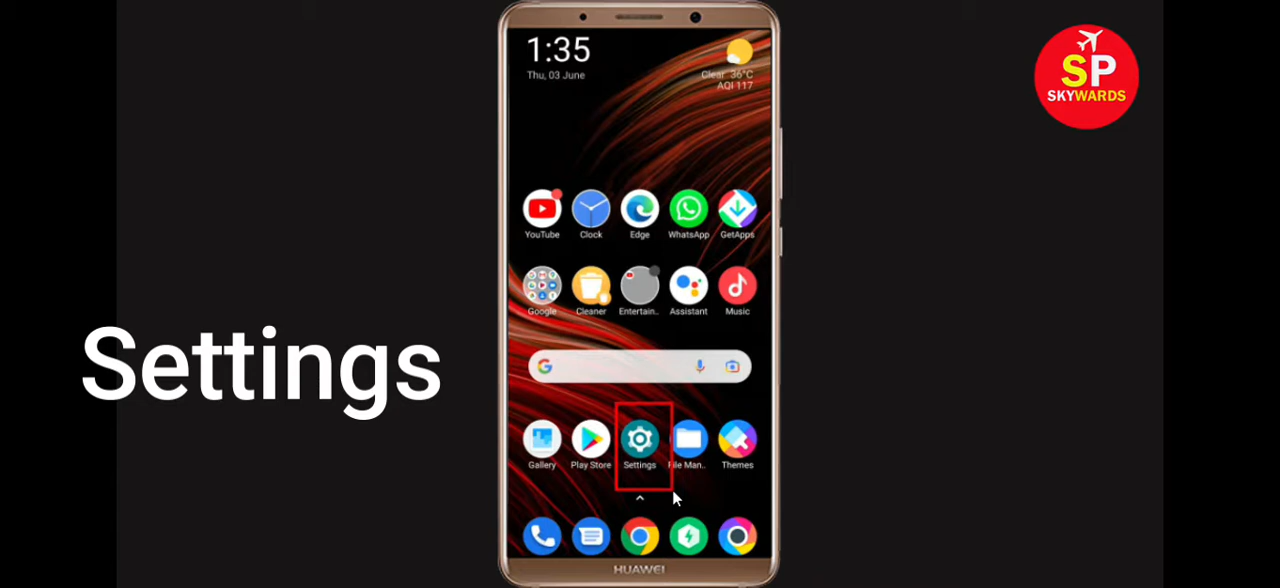 1:35
Thu, 03 June
Clear 36°C
AQI 117
SP
SKYWARDS
YouTube
Clock
Edge
WhatsApp
GetApps
Google
Cleaner
Entertain..
Assistant
Music
Settings
Gallery
Play Store
Settings
File Man..
Themes
HUAWEI